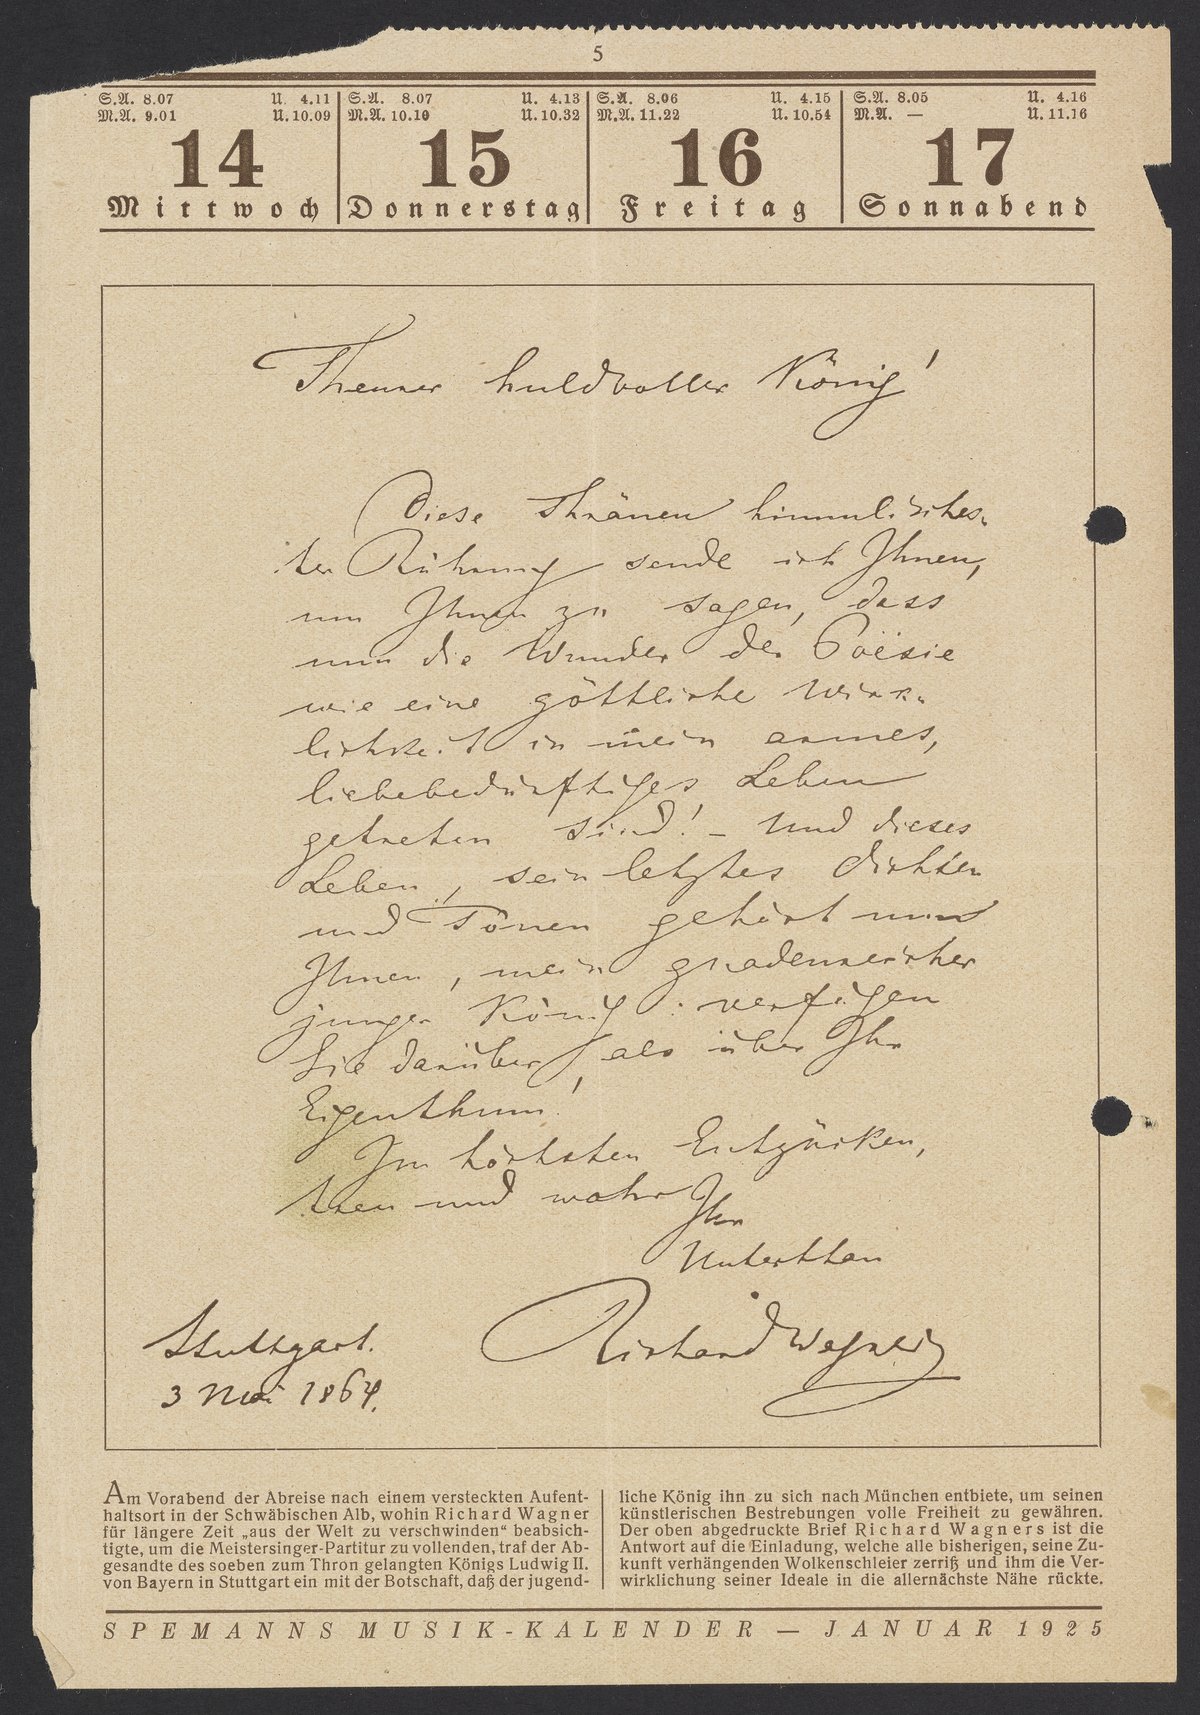 5
S.A. 8.07 U. 4.11
M.A. 9.01 U. 10.09
14
Mittwoch
S.A. 8.07 U. 4.13
M.A. 10.10 U. 10.32
15
Donnerstag
S.A. 8.06 U. 4.15
M.A. 11.22 U. 10.54
16
Freitag
S.A. 8.05 U. 4.16
M.A. — U. 11.16
17
Sonnabend
Theurer huldvoller König!
Diese Thränen himmlisches-
ter Rührung sende ich Ihnen,
um Ihnen zu sagen, dass
nun die Wunder der Poësie
wie eine göttliche Wirk-
lichkeit in mein armes,
liebebedürftiges Leben
getreten sind! – Und dieses
Leben, sein letztes Dichten
und Tönen gehört nun
Ihnen, mein gnadenreicher
junger König: verfügen
Sie darüber, als über Ihr
Eigenthum!
Im höchsten Entzücken,
treu und wahr
Ihr
Unterthan
Richard Wagner
Stuttgart.
3 Mai 1864.
Am Vorabend der Abreise nach einem versteckten Aufent-
haltsort in der Schwäbischen Alb, wohin Richard Wagner
für längere Zeit „aus der Welt zu verschwinden“ beabsich-
tigte, um die Meistersinger-Partitur zu vollenden, traf der Ab-
gesandte des soeben zum Thron gelangten Königs Ludwig II.
von Bayern in Stuttgart ein mit der Botschaft, daß der jugend-
liche König ihn zu sich nach München entbiete, um seinen
künstlerischen Bestrebungen volle Freiheit zu gewähren.
Der oben abgedruckte Brief Richard Wagners ist die
Antwort auf die Einladung, welche alle bisherigen, seine Zu-
kunft verhängenden Wolkenschleier zerriß und ihm die Ver-
wirklichung seiner Ideale in die allernächste Nähe rückte.
SPEMANNS MUSIK-KALENDER — JANUAR 1925